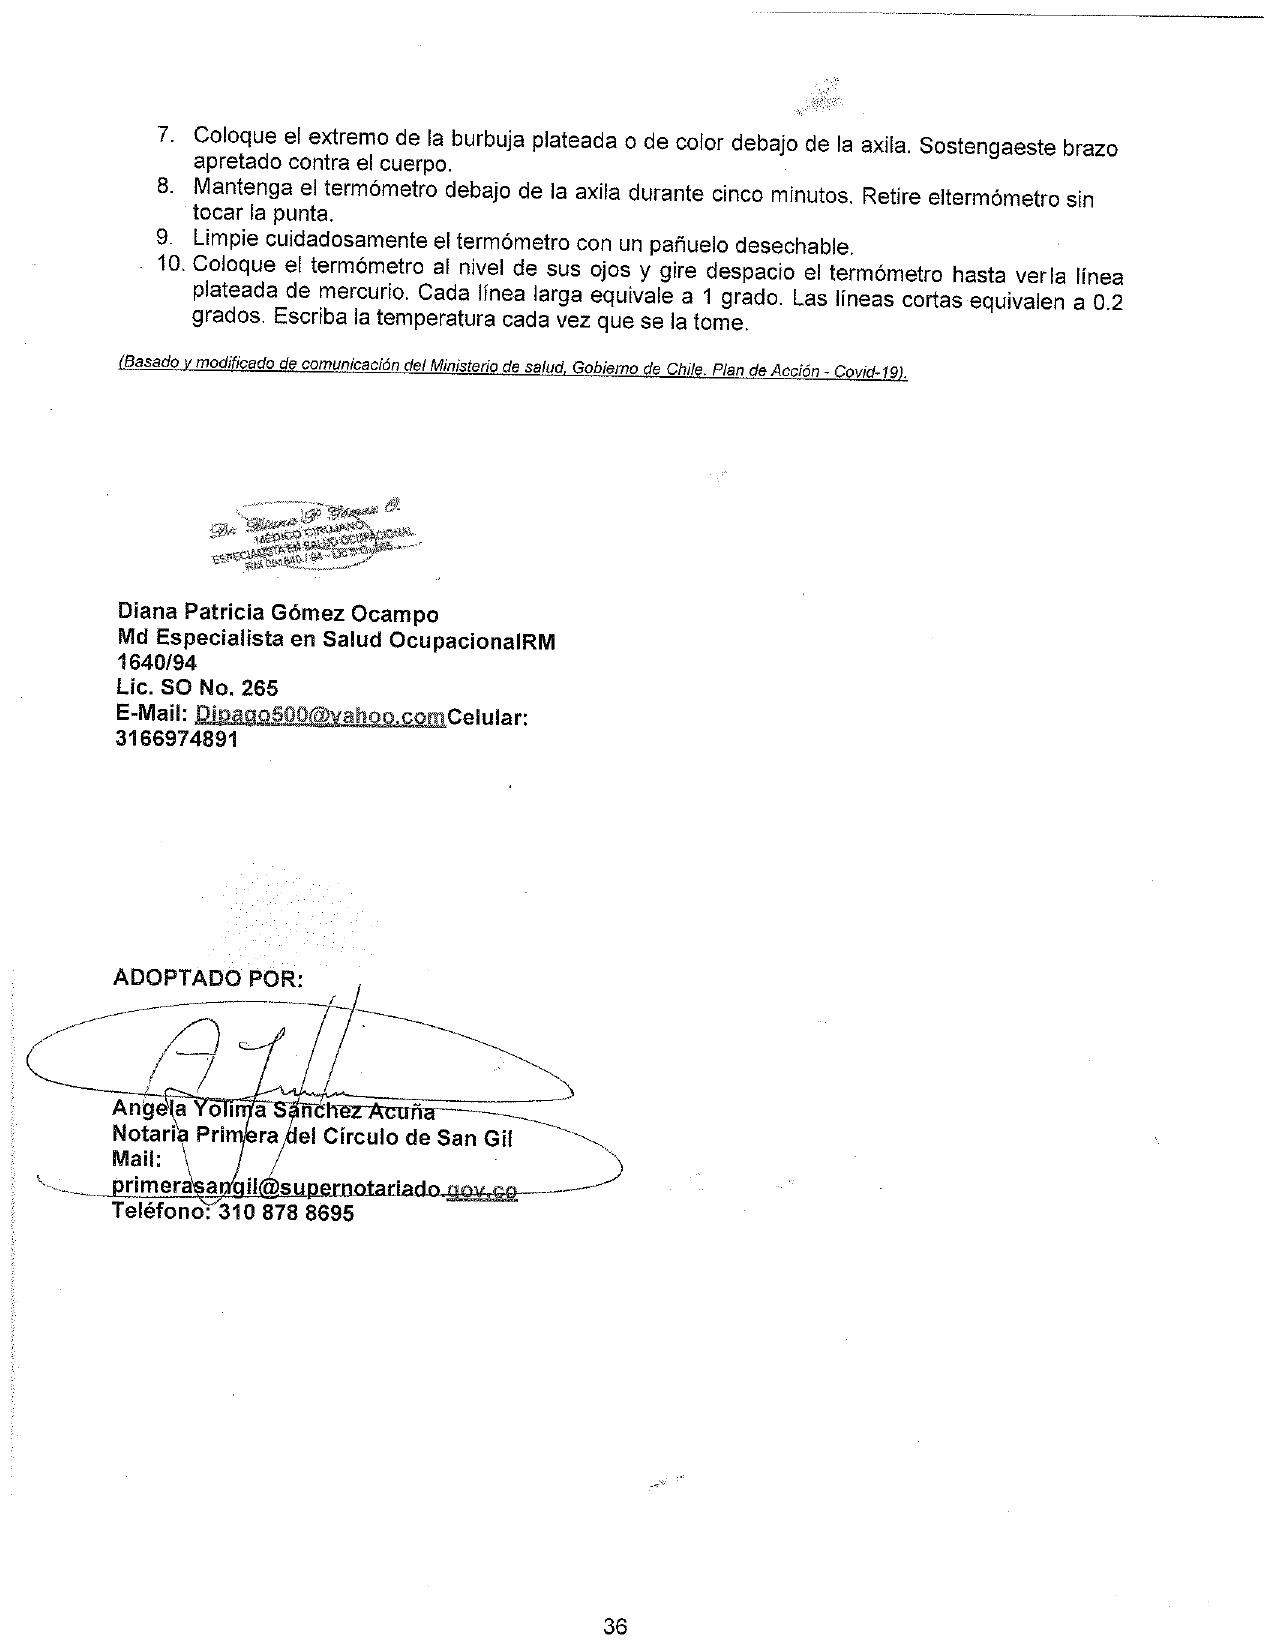 7. Coloque el extremo de la burbuja plateada o de color debajo de la axila. Sostengaeste brazo
apretado contra el cuerpo.
8. Mantenga el termómetro debajo de la axila durante cinco minutos. Retire eltermómetro sin
tocar la punta.
9. Limpie cuidadosamente el termómetro con un pañuelo desechable.
10. Coloque el termómetro al nivel de sus ojos y gire despacio el termómetro hasta verla línea
plateada de mercurio. Cada línea larga equivale a 1 grado. Las líneas cortas equivalen a 0.2
grados. Escriba la temperatura cada vez que se la tome.
(Basado y modificado de comunicación del Ministerio de salud, Gobierno de Chile. Plan de Acción - Covid-19).
MÉDICO CIRUJANO
ESPECIALISTA EN SALUD OCUPACIONAL
Diana Patricia Gómez Ocampo
Md Especialista en Salud OcupacionalRM
1640/94
Lic. SO No. 265
E-Mail: Dipago500@yahoo.comCelular:
3166974891
ADOPTADO POR:
Angela Yolima Sánchez Acuña
Notaria Primera del Círculo de San Gil
Mail:
primerasangil@supernotariado.gov.co
Teléfono: 310 878 8695
36